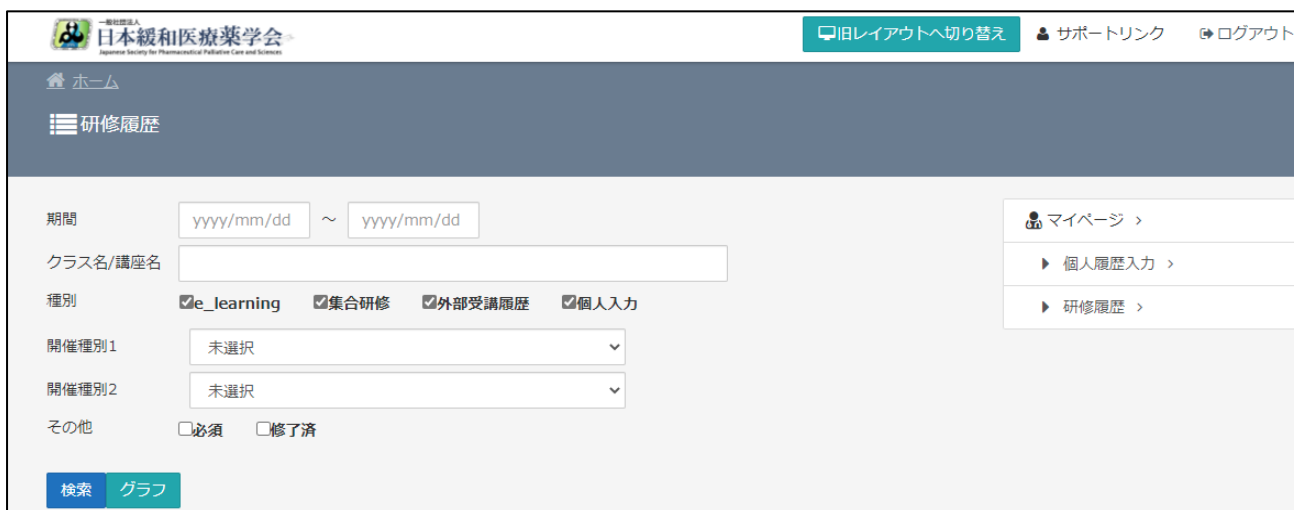 一般社団法人
日本緩和医療薬学会
Japanese Society for Pharmaceutical Palliative Care and Sciences
旧レイアウトへ切り替え
サポートリンク
ログアウト
ホーム
研修履歴
期間 yyyy/mm/dd ～ yyyy/mm/dd
クラス名/講座名
種別 e_learning 集合研修 外部受講履歴 個人入力
開催種別1 未選択
開催種別2 未選択
その他 必須 修了済
検索 グラフ
マイページ >
個人履歴入力 >
研修履歴 >